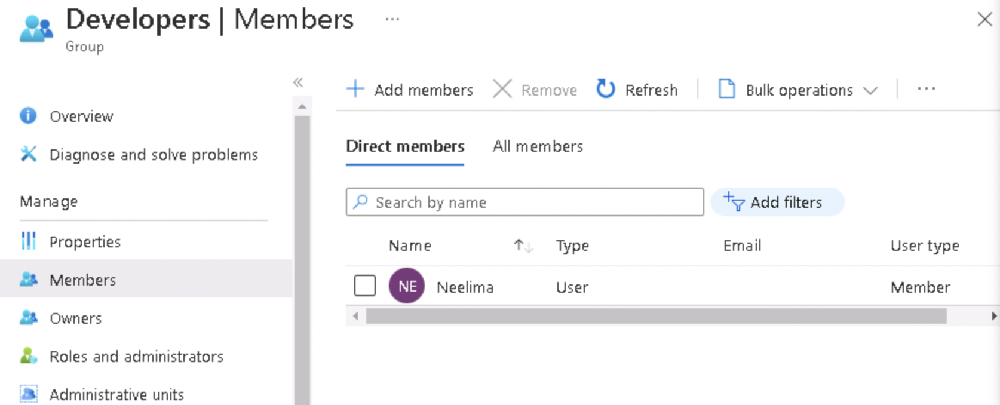 Developers | Members ...
Group
Overview
Diagnose and solve problems
Manage
Properties
Members
Owners
Roles and administrators
Administrative units
Add members Remove Refresh Bulk operations ...
Direct members All members
Search by name Add filters
Name Type Email User type
NE Neelima User Member